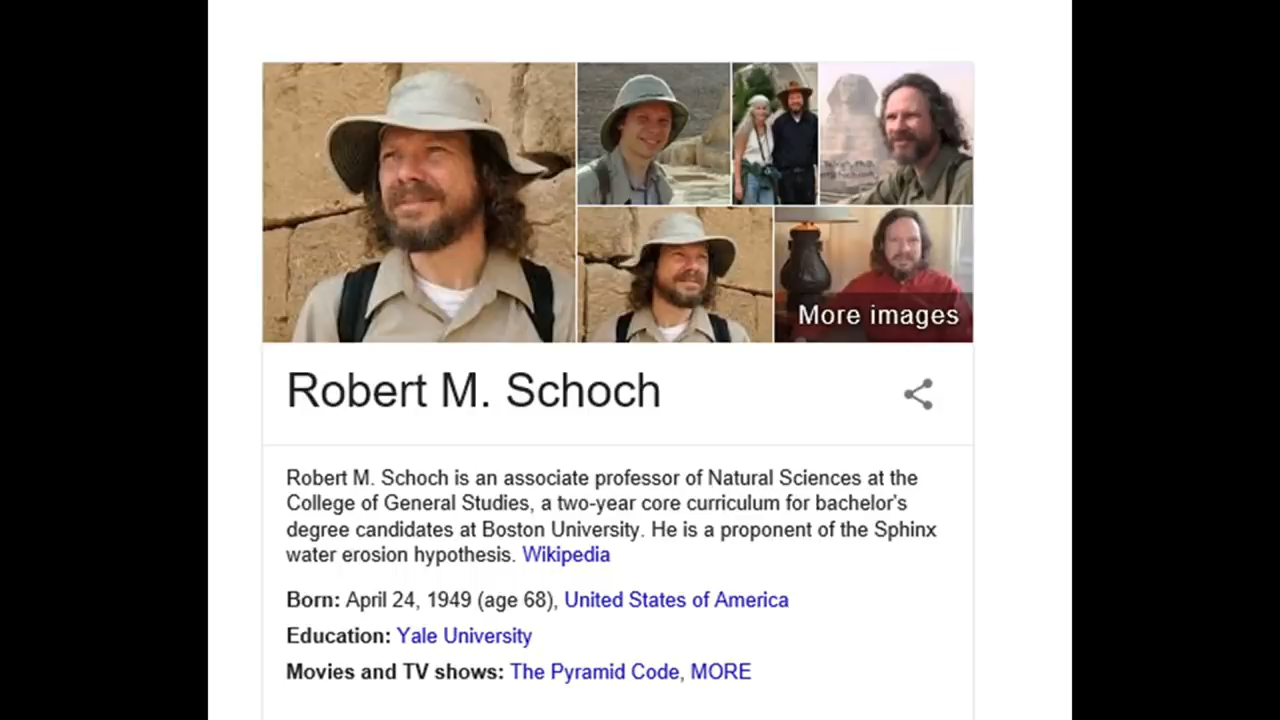 More images
Robert M. Schoch
Robert M. Schoch is an associate professor of Natural Sciences at the
College of General Studies, a two-year core curriculum for bachelor's
degree candidates at Boston University. He is a proponent of the Sphinx
water erosion hypothesis. Wikipedia
Born: April 24, 1949 (age 68), United States of America
Education: Yale University
Movies and TV shows: The Pyramid Code, MORE